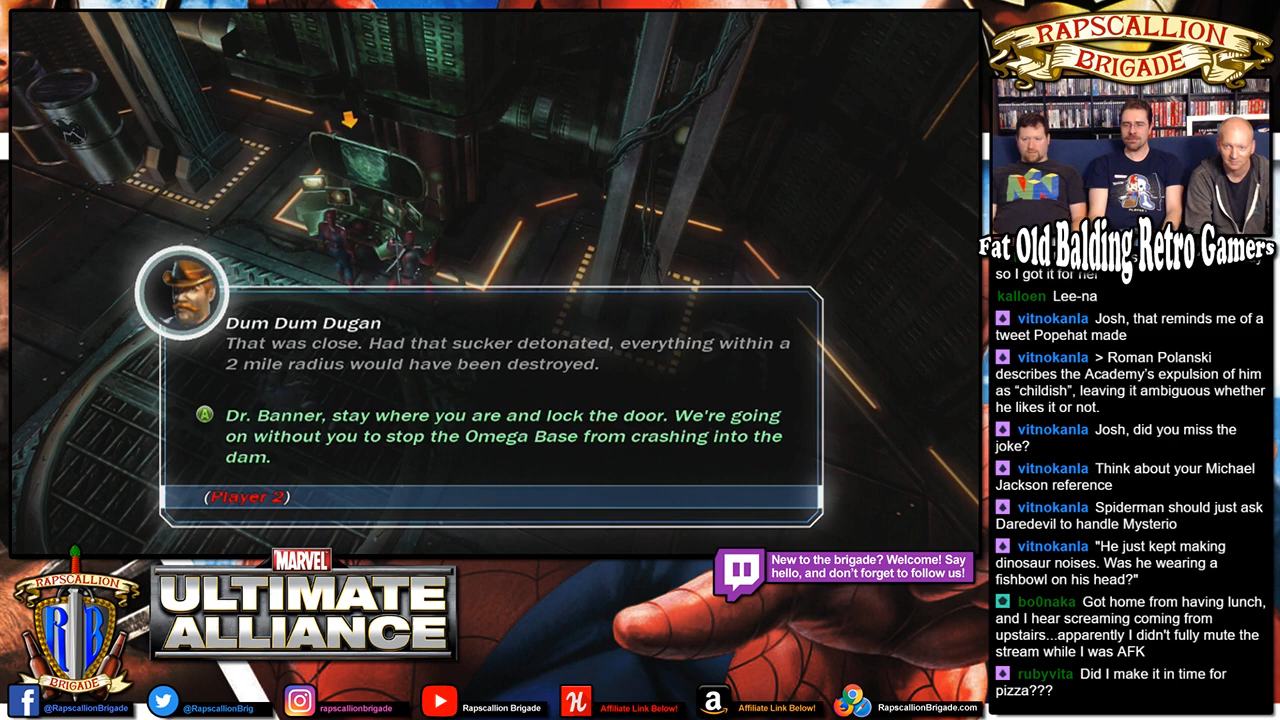 RAPSCALLION
BRIGADE
Fat Old Balding Retro Gamers
Dum Dum Dugan
That was close. Had that sucker detonated, everything within a
2 mile radius would have been destroyed.
A
Dr. Banner, stay where you are and lock the door. We're going
on without you to stop the Omega Base from crashing into the
dam.
(Player 2)
so I got it for her
kalloen Lee-na
vitnokanla Josh, that reminds me of a
tweet Popehat made
vitnokanla > Roman Polanski
describes the Academy's expulsion of him
as “childish”, leaving it ambiguous whether
he likes it or not.
vitnokanla Josh, did you miss the
joke?
vitnokanla Think about your Michael
Jackson reference
vitnokanla Spiderman should just ask
Daredevil to handle Mysterio
vitnokanla "He just kept making
dinosaur noises. Was he wearing a
fishbowl on his head?"
bo0naka Got home from having lunch,
and I hear screaming coming from
upstairs...apparently I didn't fully mute the
stream while I was AFK
rubyvita Did I make it in time for
pizza???
RAPSCALLION
RB
BRIGADE
MARVEL
ULTIMATE
ALLIANCE
New to the brigade? Welcome! Say
hello, and don't forget to follow us!
@RapscallionBrigade
@RapscallionBrig
rapscallionbrigade
Rapscallion Brigade
Affiliate Link Below!
Affiliate Link Below!
RapscallionBrigade.com